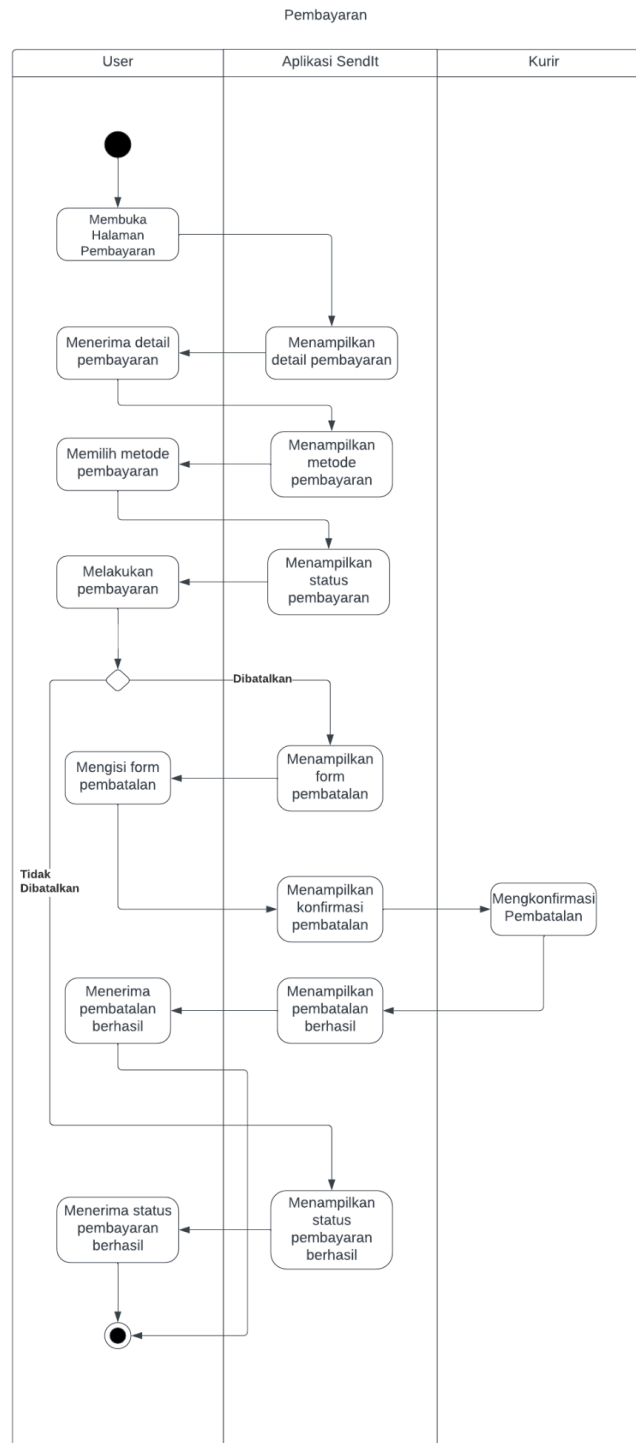 Pembayaran
User
Aplikasi SendIt
Kurir
Membuka
Halaman
Pembayaran
Menerima detail
pembayaran
Menampilkan
detail pembayaran
Memilih metode
pembayaran
Menampilkan
metode
pembayaran
Melakukan
pembayaran
Menampilkan
status
pembayaran
Dibatalkan
Mengisi form
pembatalan
Menampilkan
form
pembatalan
Tidak
Dibatalkan
Menampilkan
konfirmasi
pembatalan
Mengkonfirmasi
Pembatalan
Menerima
pembatalan
berhasil
Menampilkan
pembatalan
berhasil
Menerima status
pembayaran
berhasil
Menampilkan
status
pembayaran
berhasil